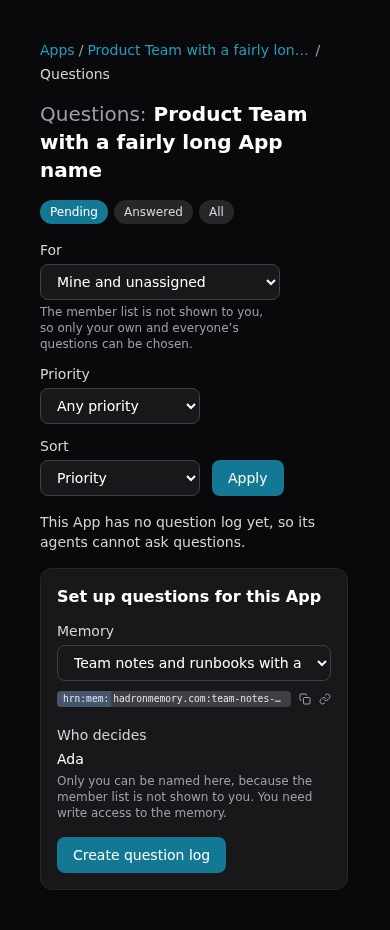 Apps / Product Team with a fairly lon… /
Questions
Questions: Product Team
with a fairly long App
name
Pending Answered All
For
Mine and unassigned
The member list is not shown to you,
so only your own and everyone’s
questions can be chosen.
Priority
Any priority
Sort
Priority Apply
This App has no question log yet, so its
agents cannot ask questions.
Set up questions for this App
Memory
Team notes and runbooks with a
hrn:mem: hadronmemory.com:team-notes-…
Who decides
Ada
Only you can be named here, because the
member list is not shown to you. You need
write access to the memory.
Create question log